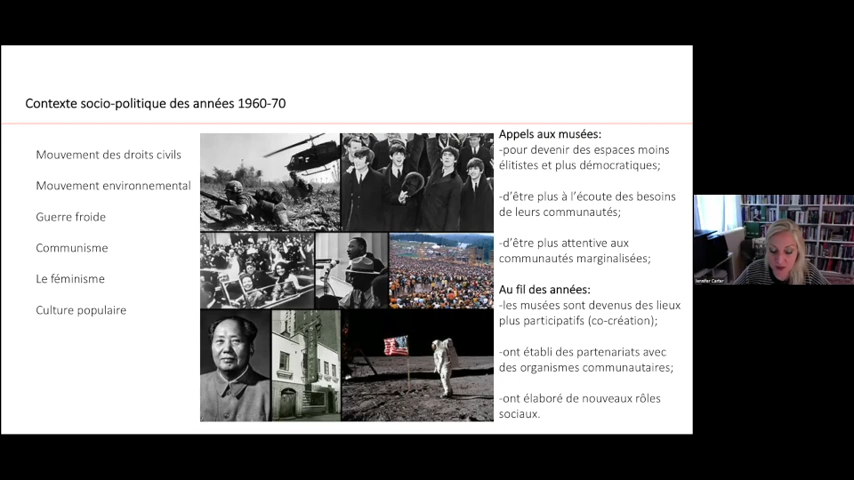 Contexte socio-politique des années 1960-70
Mouvement des droits civils
Mouvement environnemental
Guerre froide
Communisme
Le féminisme
Culture populaire
Appels aux musées:
-pour devenir des espaces moins
élitistes et plus démocratiques;
-d’être plus à l’écoute des besoins
de leurs communautés;
-d’être plus attentive aux
communautés marginalisées;
Au fil des années:
-les musées sont devenus des lieux
plus participatifs (co-création);
-ont établi des partenariats avec
des organismes communautaires;
-ont élaboré de nouveaux rôles
sociaux.
Jennifer Carter